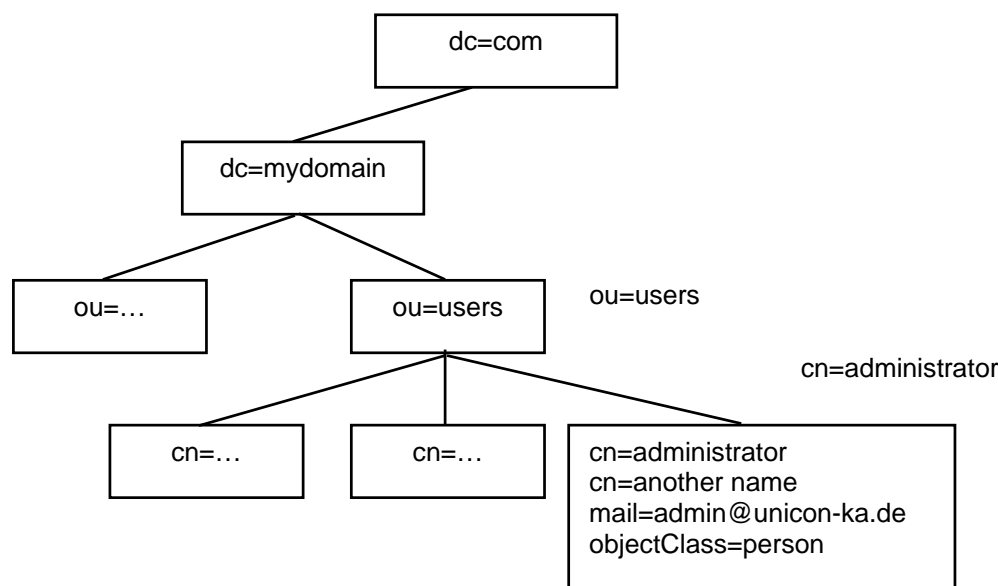 dc=com
dc=mydomain
ou=…
ou=users
ou=users
cn=administrator
cn=…
cn=…
cn=administrator
cn=another name
mail=admin@unicon-ka.de
objectClass=person